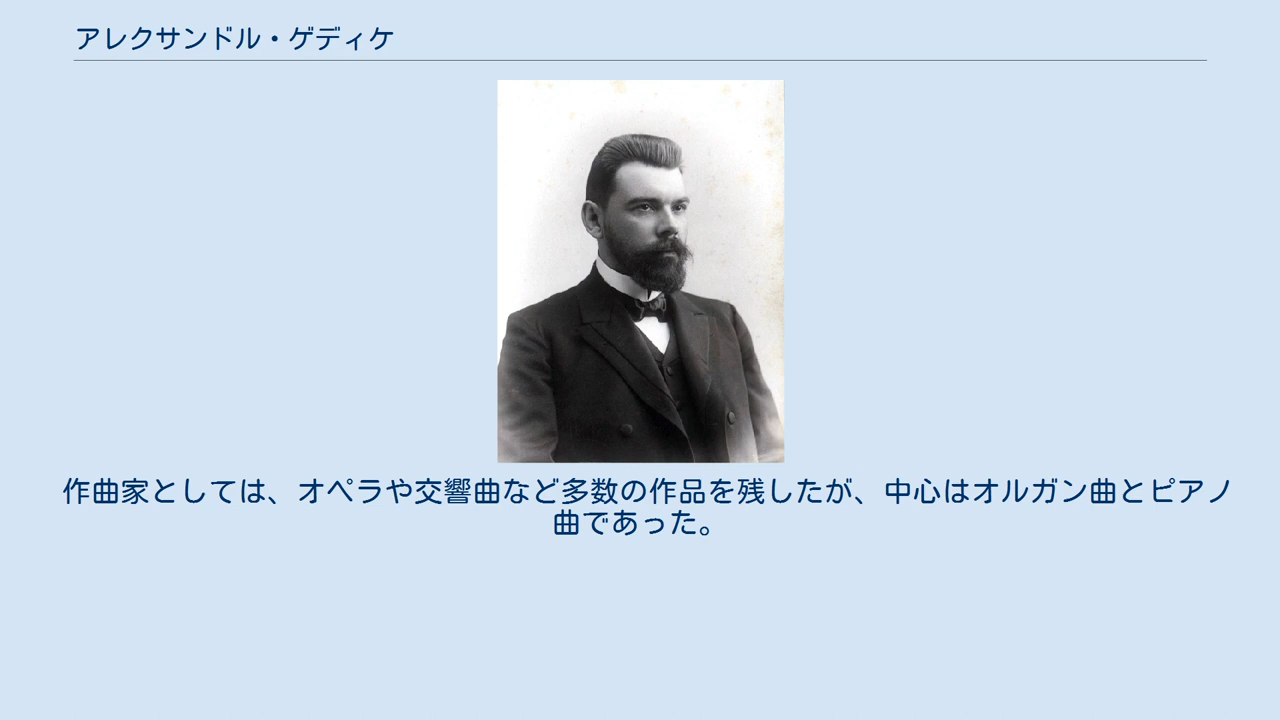 アレクサンドル・ゲディケ
作曲家としては、オペラや交響曲など多数の作品を残したが、中心はオルガン曲とピアノ
曲であった。